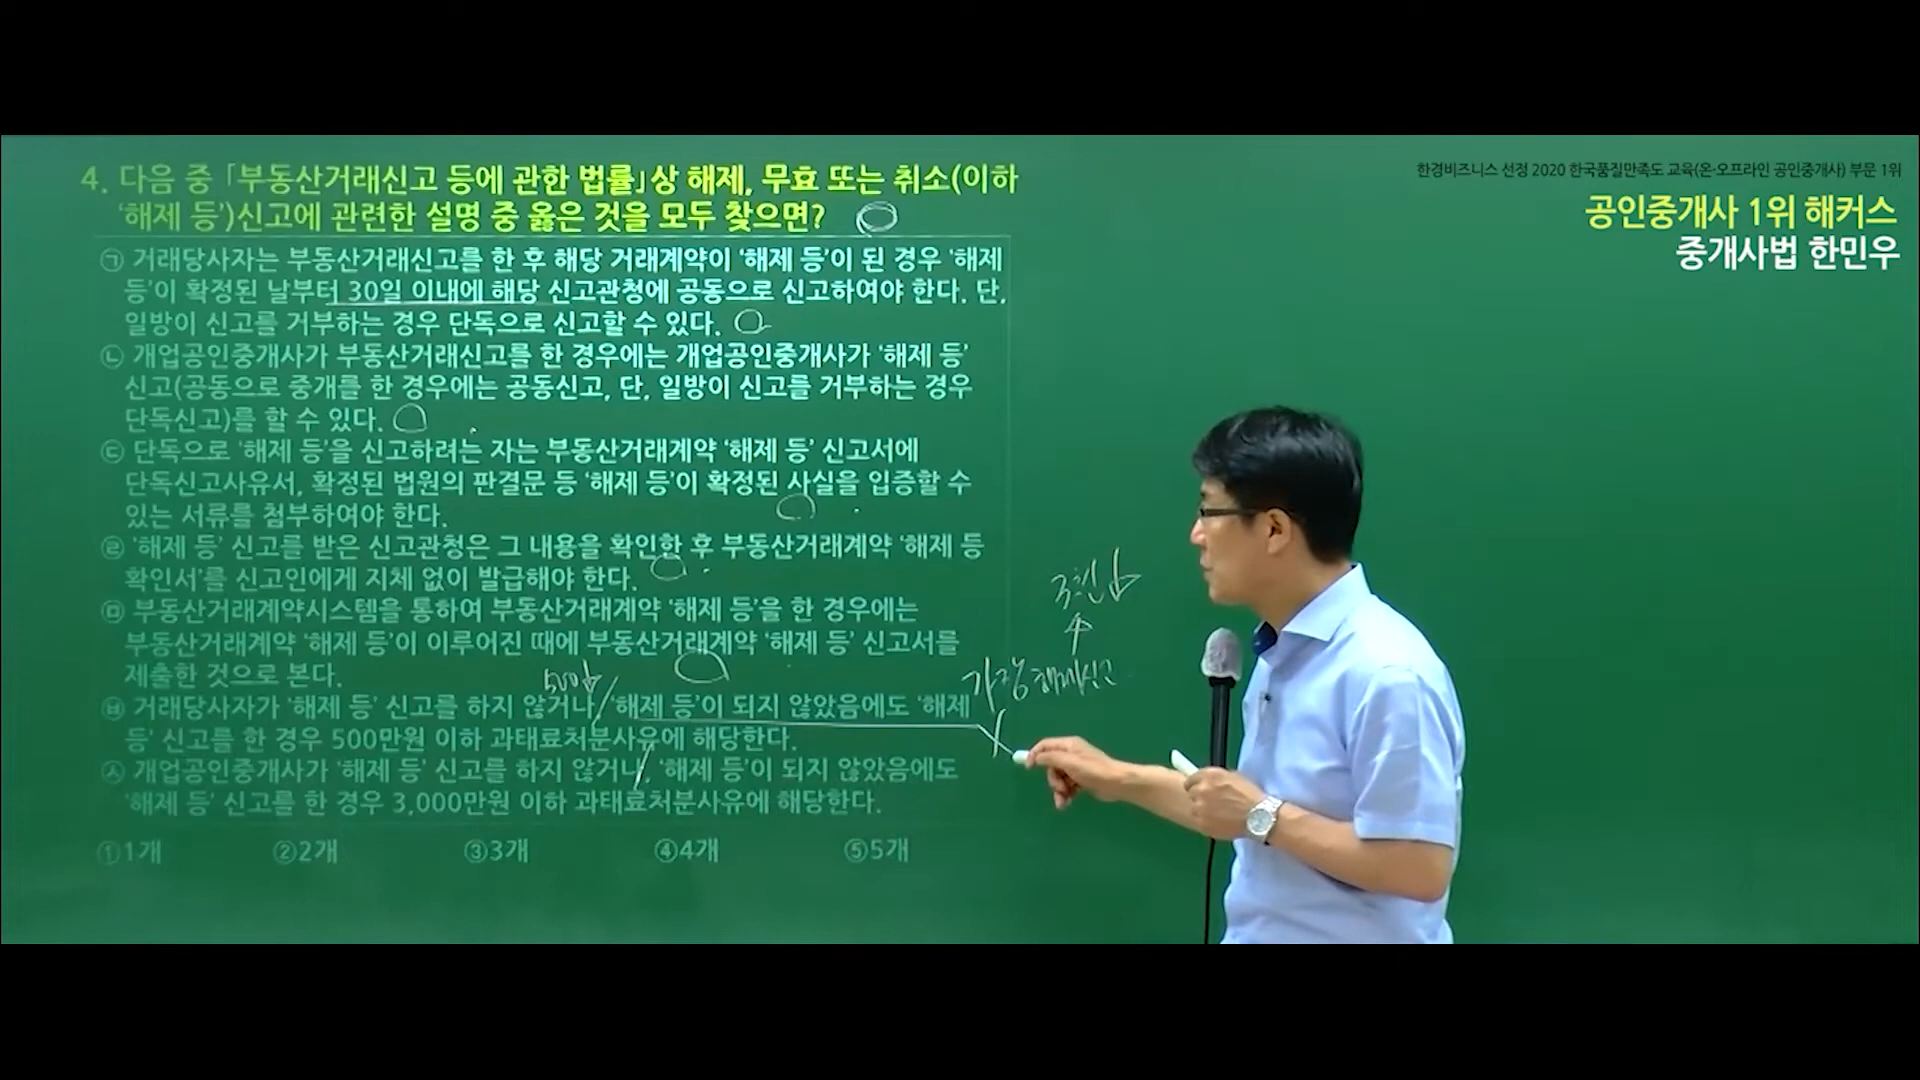 한경비즈니스 선정 2020 한국품질만족도 교육(온·오프라인 공인중개사) 부문 1위
공인중개사 1위 해커스
중개사법 한민우
4. 다음 중 「부동산거래신고 등에 관한 법률」상 해제, 무효 또는 취소(이하
‘해제 등’)신고에 관련한 설명 중 옳은 것을 모두 찾으면?
㉠ 거래당사자는 부동산거래신고를 한 후 해당 거래계약이 ‘해제 등’이 된 경우 ‘해제
등’이 확정된 날부터 30일 이내에 해당 신고관청에 공동으로 신고하여야 한다. 단,
일방이 신고를 거부하는 경우 단독으로 신고할 수 있다.
㉡ 개업공인중개사가 부동산거래신고를 한 경우에는 개업공인중개사가 ‘해제 등’
신고(공동으로 중개를 한 경우에는 공동신고, 단, 일방이 신고를 거부하는 경우
단독신고)를 할 수 있다.
㉢ 단독으로 ‘해제 등’을 신고하려는 자는 부동산거래계약 ‘해제 등’ 신고서에
단독신고사유서, 확정된 법원의 판결문 등 ‘해제 등’이 확정된 사실을 입증할 수
있는 서류를 첨부하여야 한다.
㉣ ‘해제 등’ 신고를 받은 신고관청은 그 내용을 확인한 후 부동산거래계약 ‘해제 등
확인서’를 신고인에게 지체 없이 발급해야 한다.
㉤ 부동산거래계약시스템을 통하여 부동산거래계약 ‘해제 등’을 한 경우에는
부동산거래계약 ‘해제 등’이 이루어진 때에 부동산거래계약 ‘해제 등’ 신고서를
제출한 것으로 본다.
500↓
3천만↓
가장 해제신고
㉥ 거래당사자가 ‘해제 등’ 신고를 하지 않거나, ‘해제 등’이 되지 않았음에도 ‘해제
등’ 신고를 한 경우 500만원 이하 과태료처분사유에 해당한다.
㉦ 개업공인중개사가 ‘해제 등’ 신고를 하지 않거나, ‘해제 등’이 되지 않았음에도
‘해제 등’ 신고를 한 경우 3,000만원 이하 과태료처분사유에 해당한다.
①1개 ②2개 ③3개 ④4개 ⑤5개